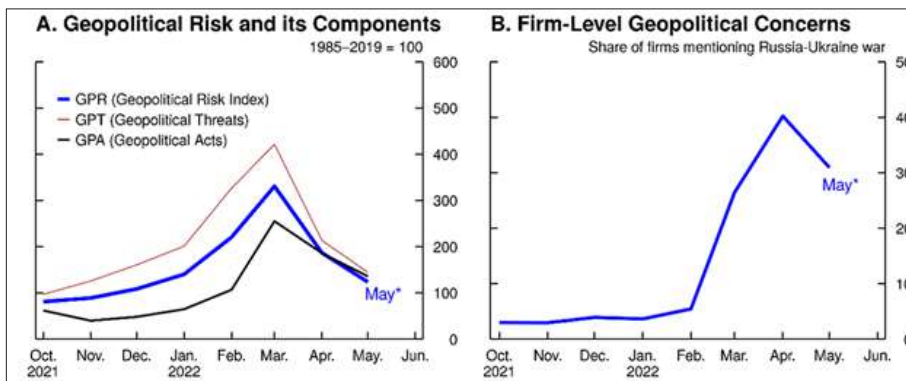 A. Geopolitical Risk and its Components
1985–2019 = 100
600
500
400
300
200
100
0
GPR (Geopolitical Risk Index)
GPT (Geopolitical Threats)
GPA (Geopolitical Acts)
May*
Oct. Nov. Dec. Jan. Feb. Mar. Apr. May. Jun.
2021 2022
B. Firm-Level Geopolitical Concerns
Share of firms mentioning Russia-Ukraine war
May*
Oct. Nov. Dec. Jan. Feb. Mar. Apr. May. Jun.
2021 2022